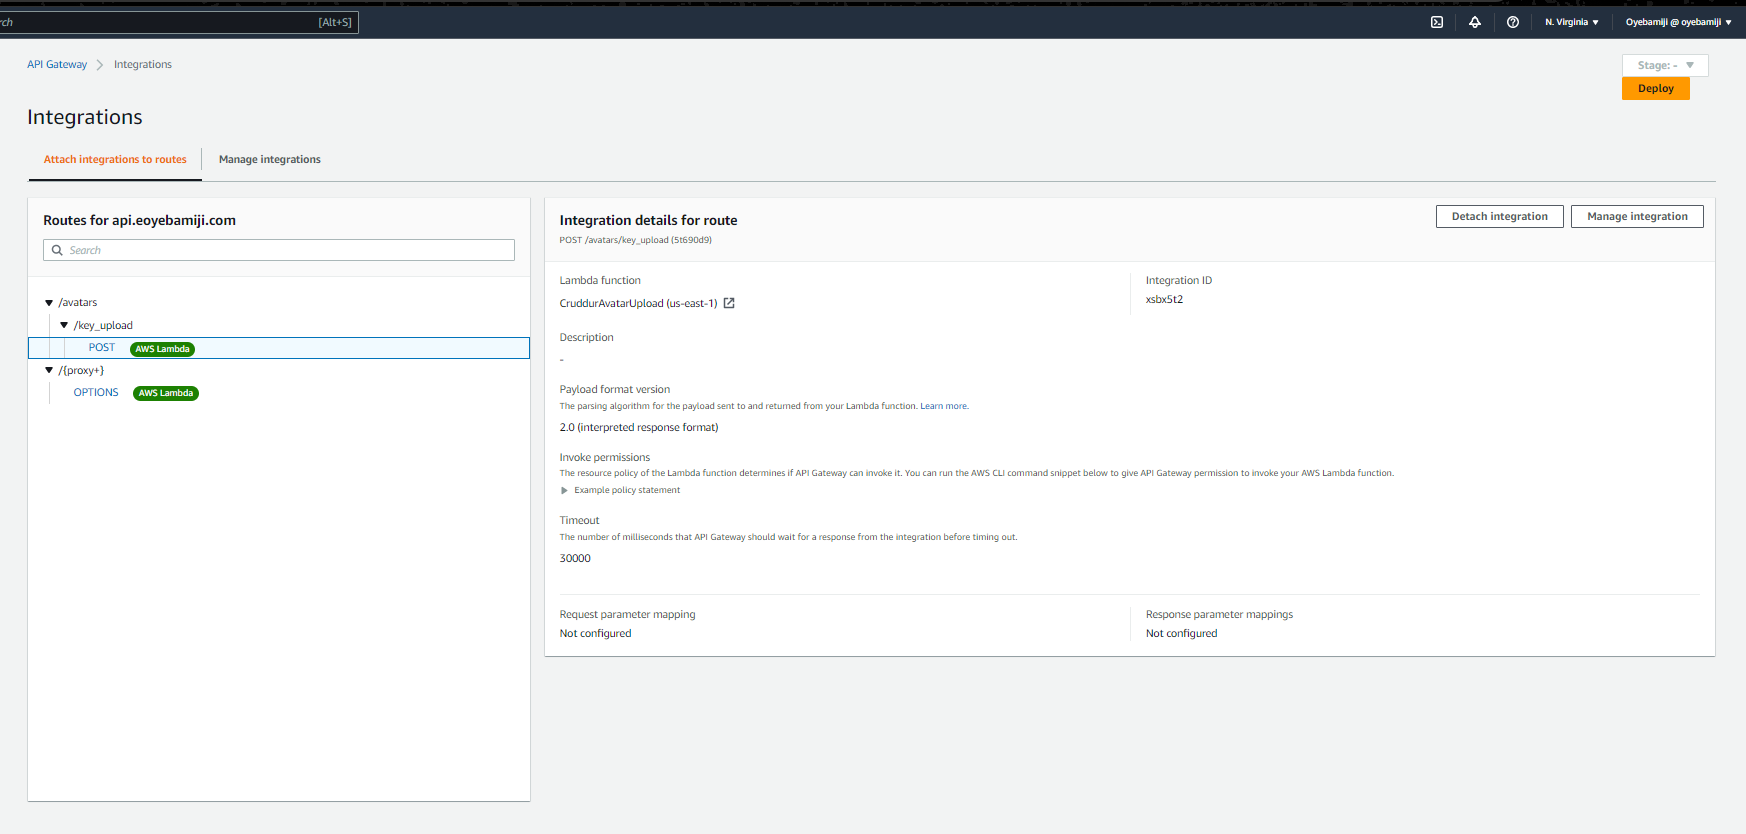 rch [Alt+S] N. Virginia ▼ Oyebamiji @ oyebamiji ▼
API Gateway > Integrations
Stage: - ▼
Deploy
Integrations
Attach integrations to routes
Manage integrations
Routes for api.eoyebamiji.com
Search
▼ /avatars
▼ /key_upload
POST AWS Lambda
▼ /{proxy+}
OPTIONS AWS Lambda
Integration details for route
Detach integration
Manage integration
POST /avatars/key_upload (5t690d9)
Lambda function
CruddurAvatarUpload (us-east-1)
Integration ID
xsbx5t2
Description
-
Payload format version
The parsing algorithm for the payload sent to and returned from your Lambda function. Learn more.
2.0 (interpreted response format)
Invoke permissions
The resource policy of the Lambda function determines if API Gateway can invoke it. You can run the AWS CLI command snippet below to give API Gateway permission to invoke your AWS Lambda function.
▶ Example policy statement
Timeout
The number of milliseconds that API Gateway should wait for a response from the integration before timing out.
30000
Request parameter mapping
Not configured
Response parameter mappings
Not configured